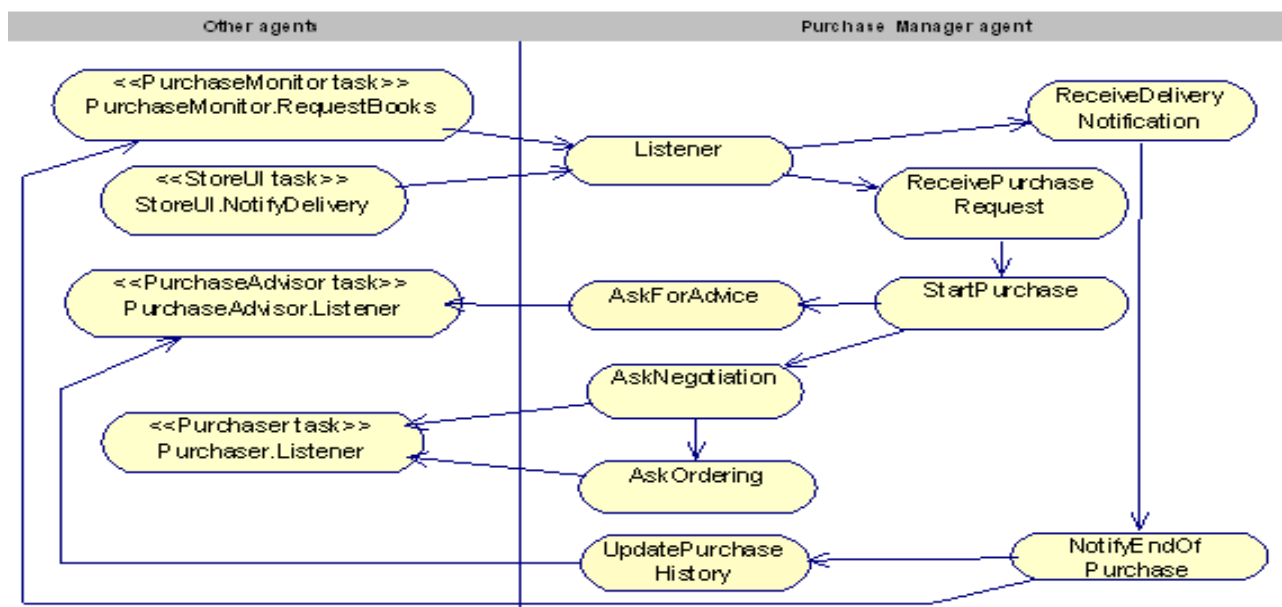 Other agents
Purchase Manager agent
<<PurchaseMonitor task>>
PurchaseMonitor.RequestBooks
ReceiveDelivery
Notification
Listener
<<StoreUI task>>
StoreUI.NotifyDelivery
ReceivePurchase
Request
<<PurchaseAdvisor task>>
PurchaseAdvisor.Listener
AskForAdvice
StartPurchase
AskNegotiation
<<Purchaser task>>
Purchaser.Listener
AskOrdering
UpdatePurchase
History
NotifyEndOf
Purchase